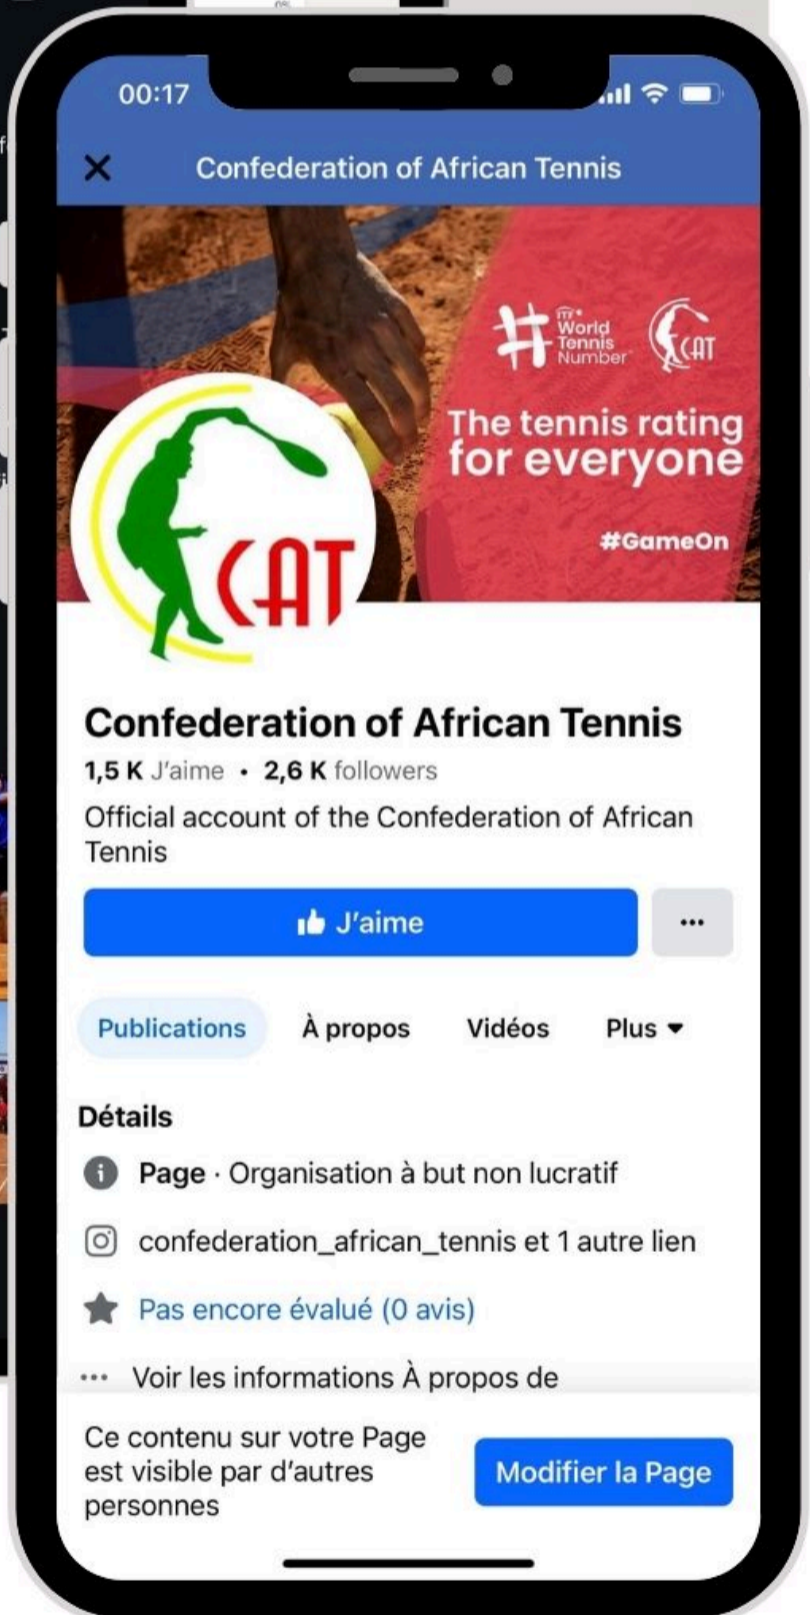 00:17
Confederation of African Tennis
ITF
World
Tennis
Number
CAT
The tennis rating
for everyone
#GameOn
CAT
Confederation of African Tennis
1,5 K J'aime • 2,6 K followers
Official account of the Confederation of African
Tennis
J'aime
Publications À propos Vidéos Plus
Détails
Page · Organisation à but non lucratif
confederation_african_tennis et 1 autre lien
Pas encore évalué (0 avis)
Voir les informations À propos de
Ce contenu sur votre Page
est visible par d'autres
personnes
Modifier la Page